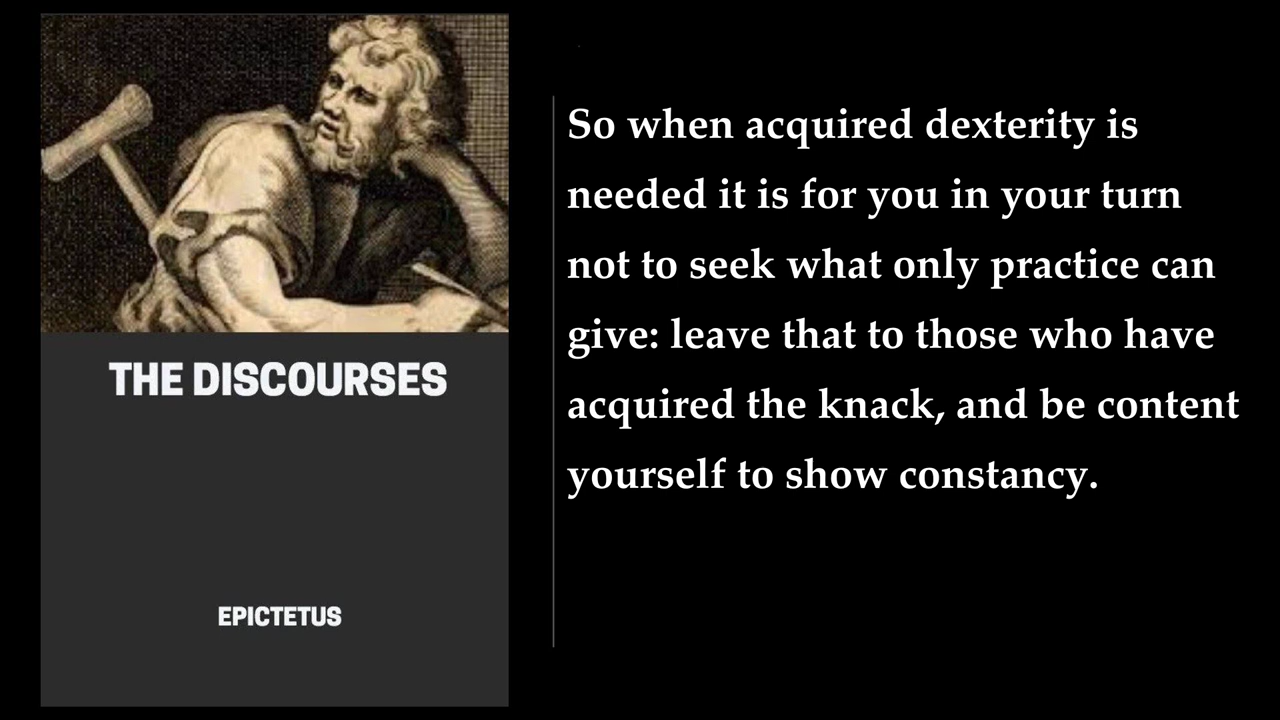 THE DISCOURSES
EPICTETUS
So when acquired dexterity is
needed it is for you in your turn
not to seek what only practice can
give: leave that to those who have
acquired the knack, and be content
yourself to show constancy.